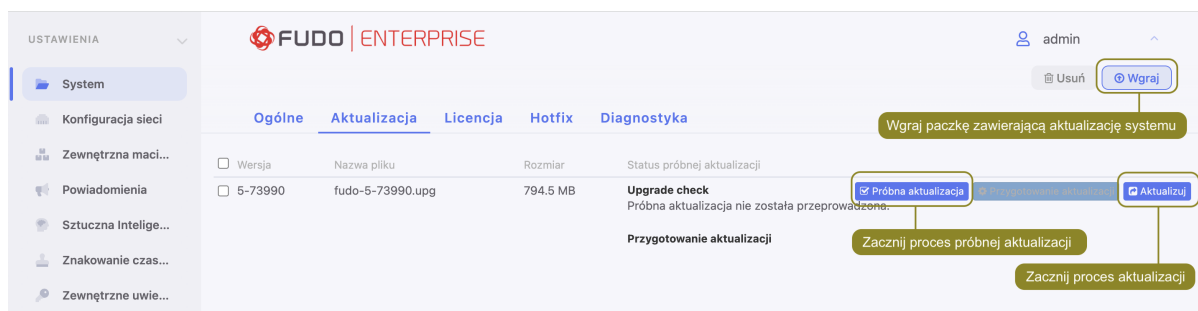 USTAWIENIA
FUDO ENTERPRISE
admin
System
Usuń
Wgraj
Konfiguracja sieci
Ogólne
Aktualizacja
Licencja
Hotfix
Diagnostyka
Wgraj paczkę zawierającą aktualizację systemu
Zewnętrzna maci...
Wersja
Nazwa pliku
Rozmiar
Status próbnej aktualizacji
Powiadomienia
5-73990
fudo-5-73990.upg
794.5 MB
Upgrade check
Próbna aktualizacja nie została przeprowadzona.
Próbna aktualizacja
Przygotowanie aktualizacji
Aktualizuj
Sztuczna Intelige...
Przygotowanie aktualizacji
Zacznij proces próbnej aktualizacji
Znakowanie czas...
Zacznij proces aktualizacji
Zewnętrzne uwie...